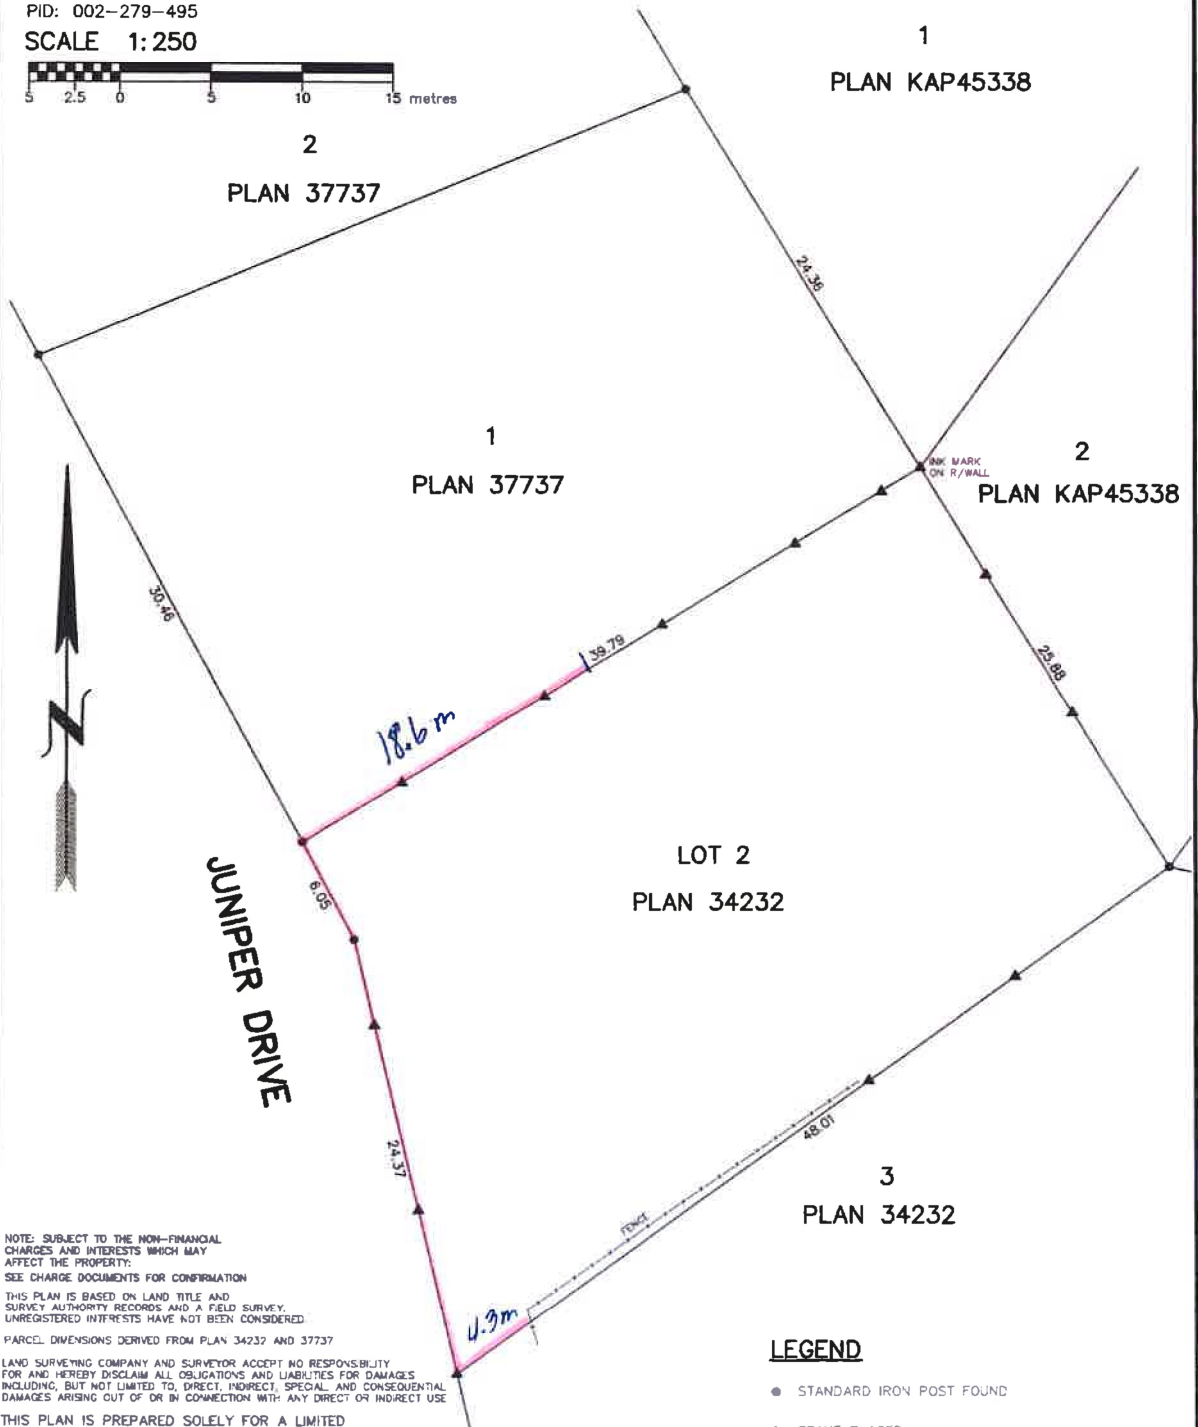 PID: 002-279-495
SCALE 1:250
5 2.5 0 5 10 15 metres
1
PLAN KAP45338
2
PLAN 37737
24.36
1
PLAN 37737
INK MARK
ON R/WALL
2
PLAN KAP45338
30.46
39.79
25.88
18.6 m
N
LOT 2
PLAN 34232
6.05
JUNIPER DRIVE
24.37
48.01
FENCE
3
PLAN 34232
4.3m
NOTE: SUBJECT TO THE NON-FINANCIAL
CHARGES AND INTERESTS WHICH MAY
AFFECT THE PROPERTY:
SEE CHARGE DOCUMENTS FOR CONFIRMATION
THIS PLAN IS BASED ON LAND TITLE AND
SURVEY AUTHORITY RECORDS AND A FIELD SURVEY.
UNREGISTERED INTERESTS HAVE NOT BEEN CONSIDERED.
PARCEL DIMENSIONS DERIVED FROM PLAN 34232 AND 37737
LAND SURVEYING COMPANY AND SURVEYOR ACCEPT NO RESPONSIBILITY
FOR AND HEREBY DISCLAIM ALL OBLIGATIONS AND LIABILITIES FOR DAMAGES
INCLUDING, BUT NOT LIMITED TO, DIRECT, INDIRECT, SPECIAL, AND CONSEQUENTIAL
DAMAGES ARISING OUT OF OR IN CONNECTION WITH ANY DIRECT OR INDIRECT USE
THIS PLAN IS PREPARED SOLELY FOR A LIMITED
LEGEND
STANDARD IRON POST FOUND